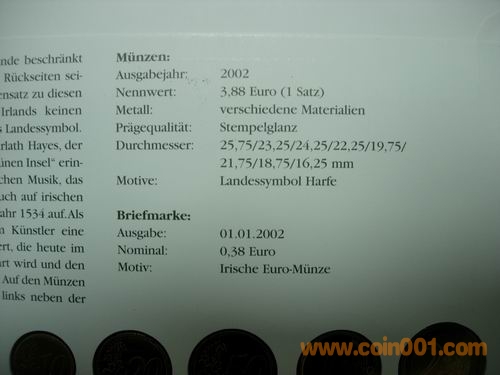 nde beschränkt
Rückseiten sei-
ensatz zu diesen
Irlands keinen
s Landessymbol.
rlath Hayes, der
ünen Insel" erin-
chen Musik, das
uch auf irischen
ahr 1534 auf. Als
n Künstler eine
ert, die heute im
rt wird und den
Auf den Münzen
links neben der
Münzen:
Ausgabejahr: 2002
Nennwert: 3,88 Euro (1 Satz)
Metall: verschiedene Materialien
Prägequalität: Stempelglanz
Durchmesser: 25,75/23,25/24,25/22,25/19,75/
21,75/18,75/16,25 mm
Motive: Landessymbol Harfe
Briefmarke:
Ausgabe: 01.01.2002
Nominal: 0,38 Euro
Motiv: Irische Euro-Münze
www.coin001.com